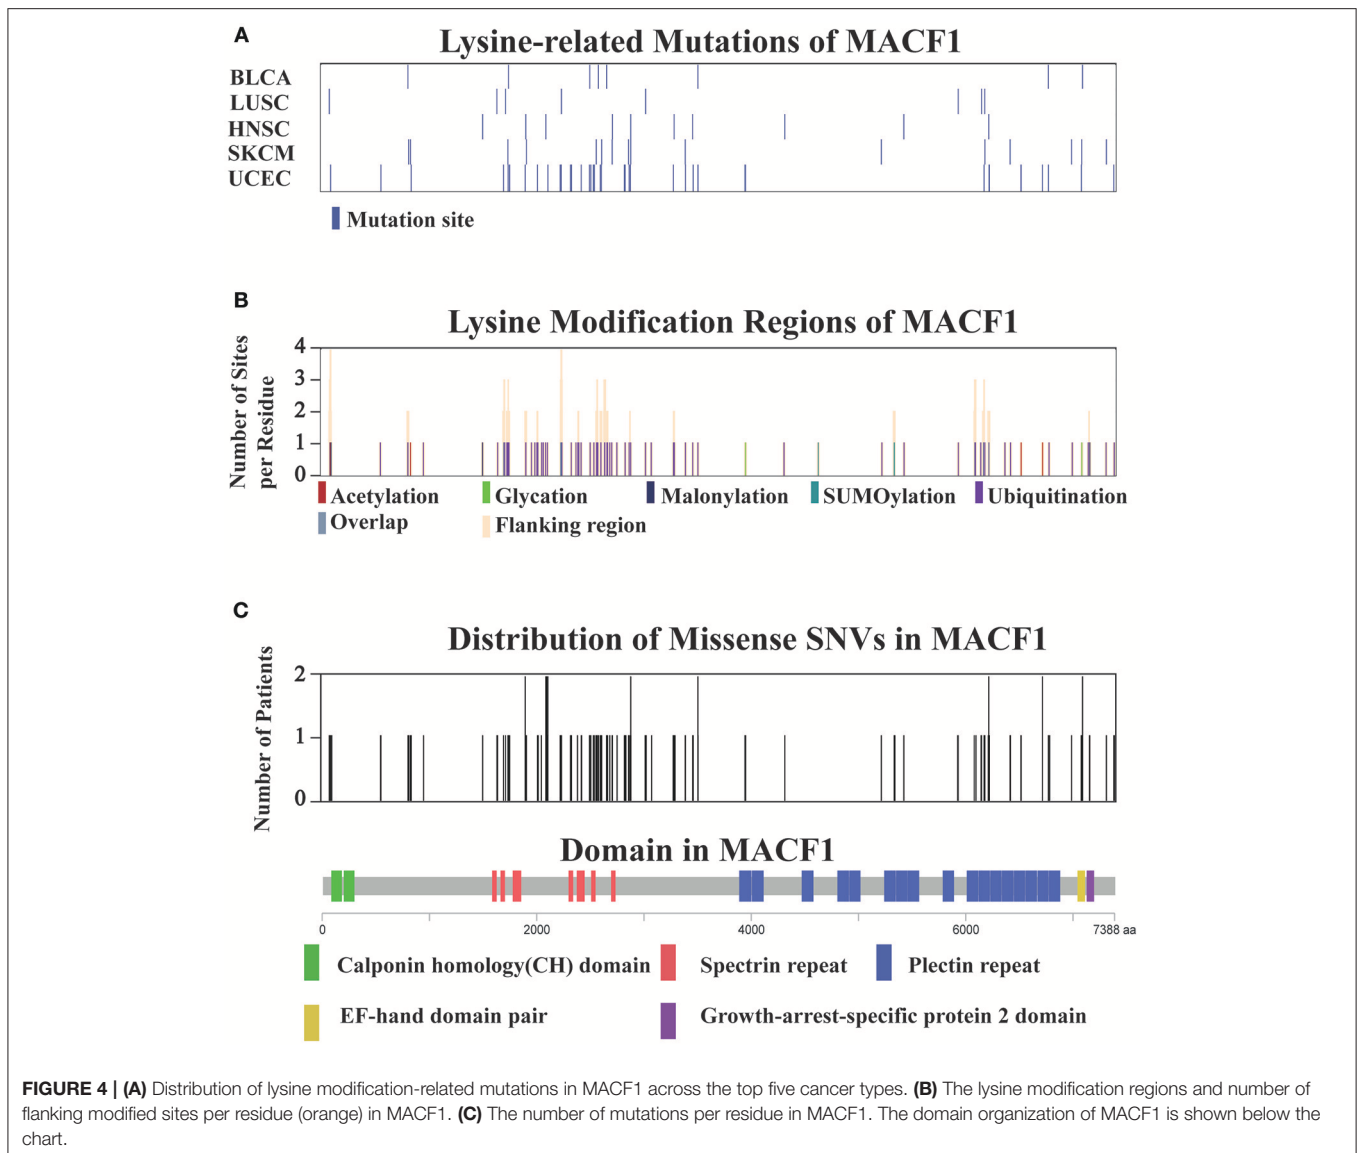 A
Lysine-related Mutations of MACF1
BLCA
LUSC
HNSC
SKCM
UCEC
Mutation site
B
Lysine Modification Regions of MACF1
Number of Sites
per Residue
4
3
2
1
0
Acetylation Glycation Malonylation SUMOylation Ubiquitination
Overlap Flanking region
C
Distribution of Missense SNVs in MACF1
Number of Patients
2
1
0
Domain in MACF1
0 2000 4000 6000 7388 aa
Calponin homology(CH) domain Spectrin repeat Plectin repeat
EF-hand domain pair Growth-arrest-specific protein 2 domain
FIGURE 4 | (A) Distribution of lysine modification-related mutations in MACF1 across the top five cancer types. (B) The lysine modification regions and number of
flanking modified sites per residue (orange) in MACF1. (C) The number of mutations per residue in MACF1. The domain organization of MACF1 is shown below the
chart.